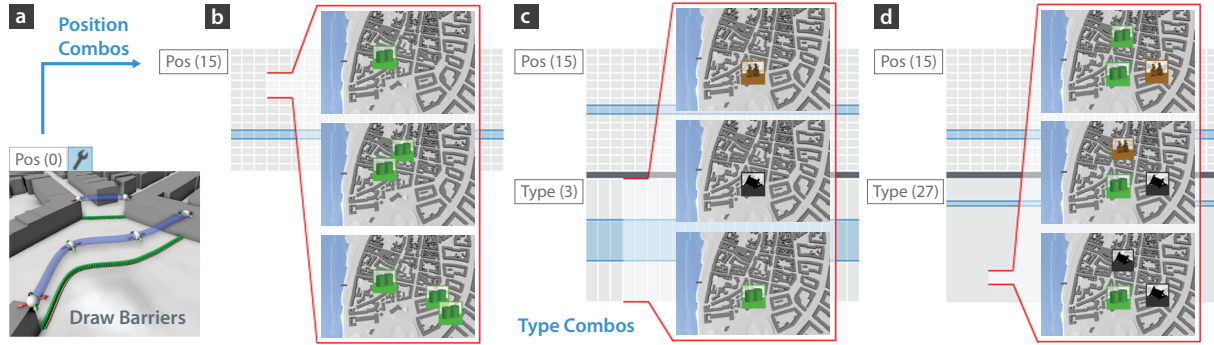 a
Position
Combos
Pos (0)
Draw Barriers
b
Pos (15)
c
Pos (15)
Type (3)
Type Combos
d
Pos (15)
Type (27)